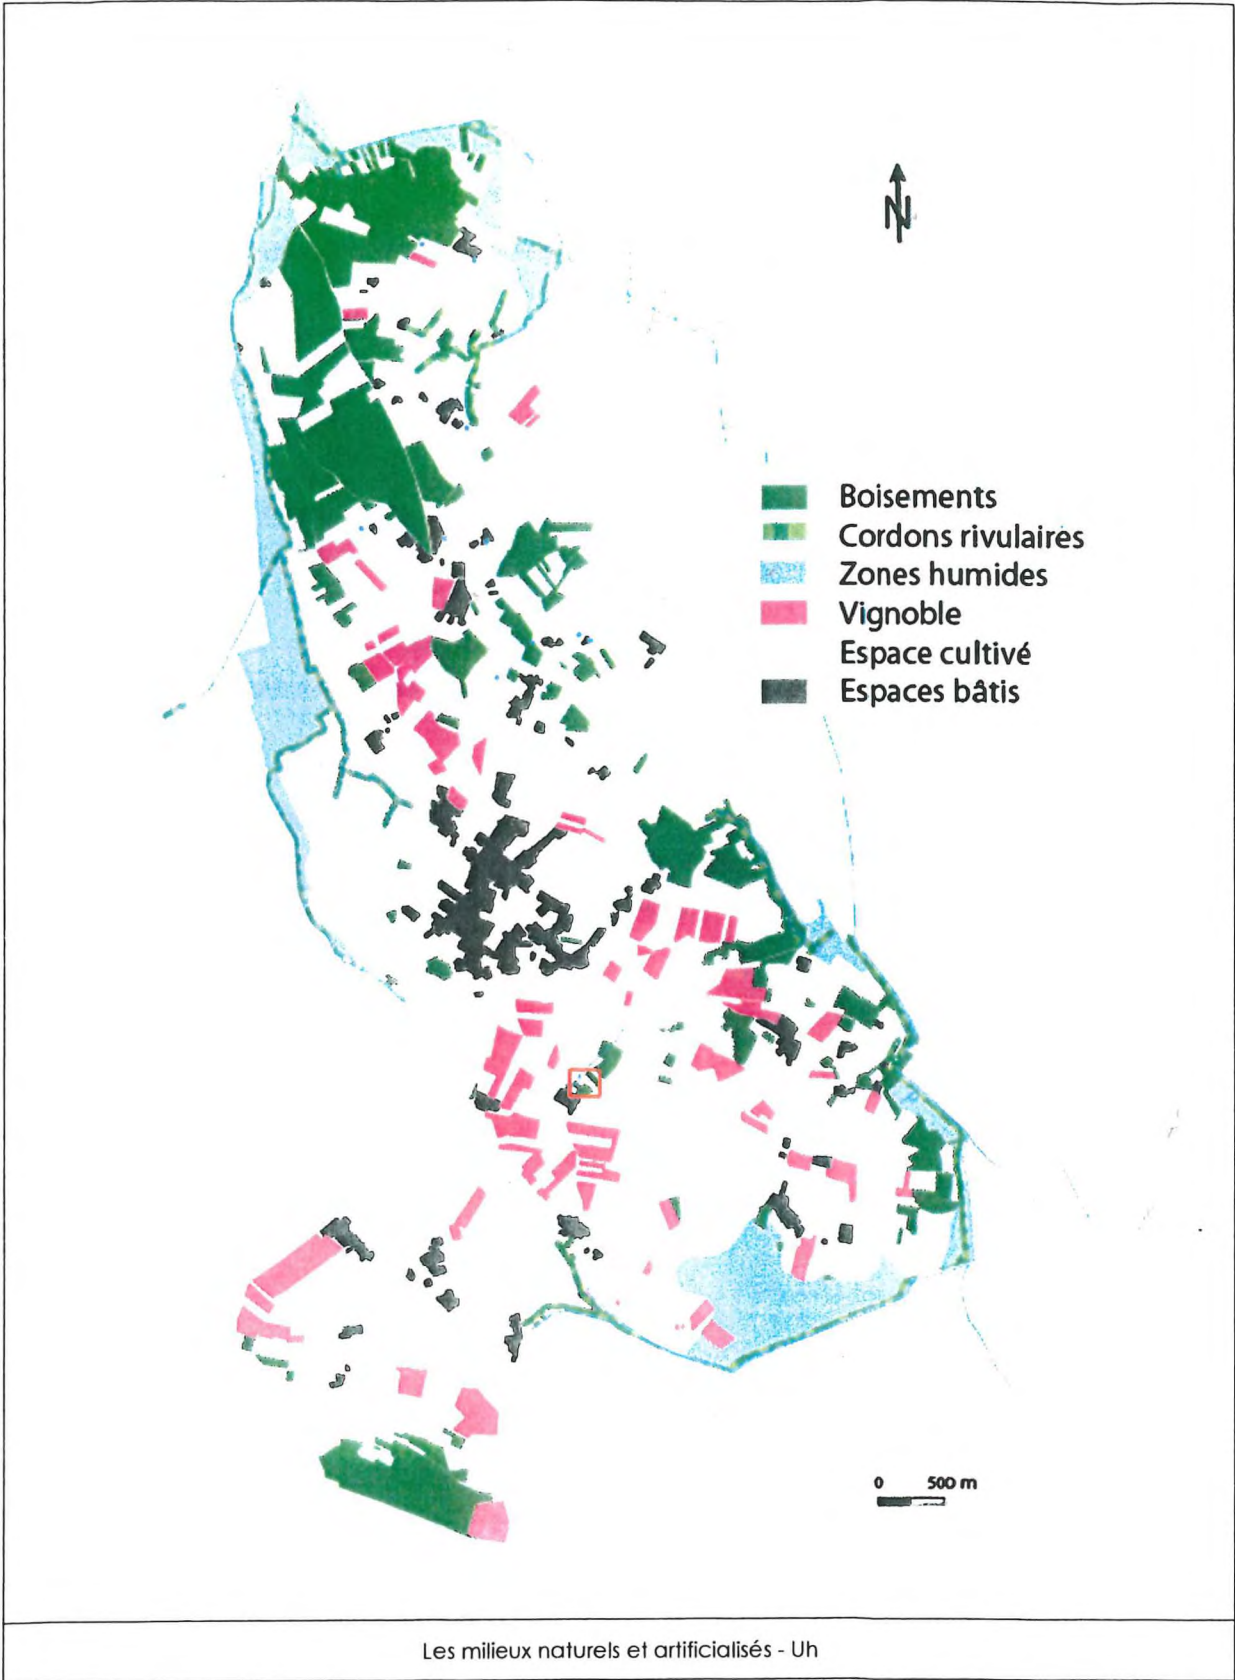 N
Boisements
Cordons rivulaires
Zones humides
Vignoble
Espace cultivé
Espaces bâtis
0 500 m
Les milieux naturels et artificialisés - Uh